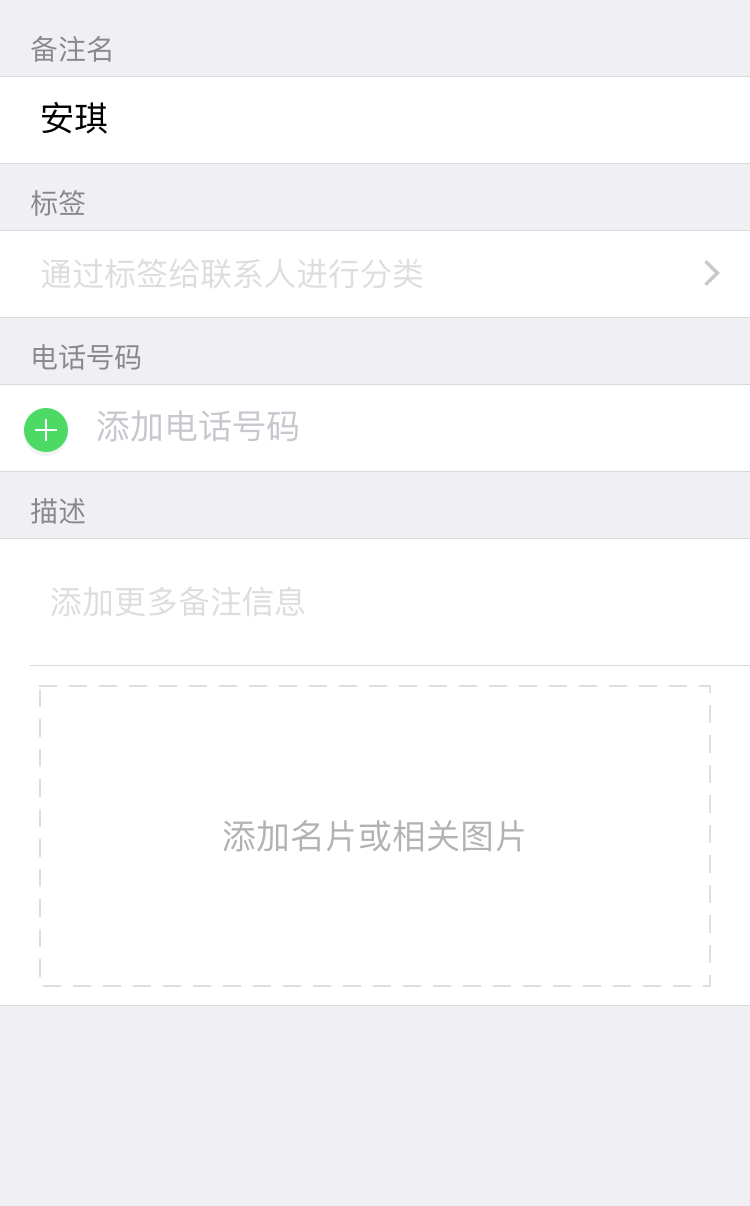 备注名
安琪
标签
通过标签给联系人进行分类
电话号码
添加电话号码
描述
添加更多备注信息
添加名片或相关图片